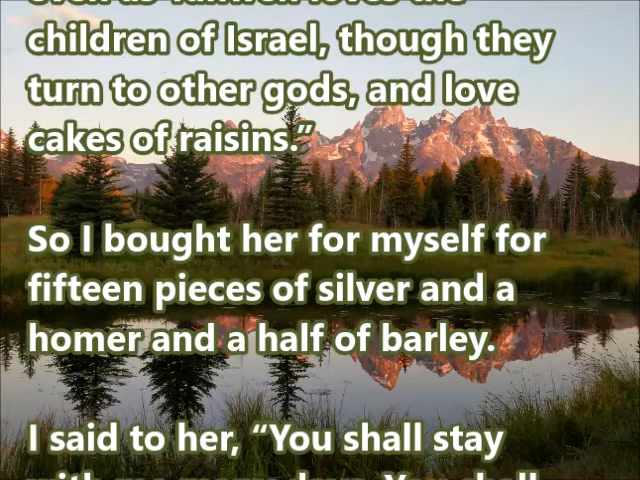 children of Israel, though they
turn to other gods, and love
cakes of raisins.”
So I bought her for myself for
fifteen pieces of silver and a
homer and a half of barley.
I said to her, “You shall stay